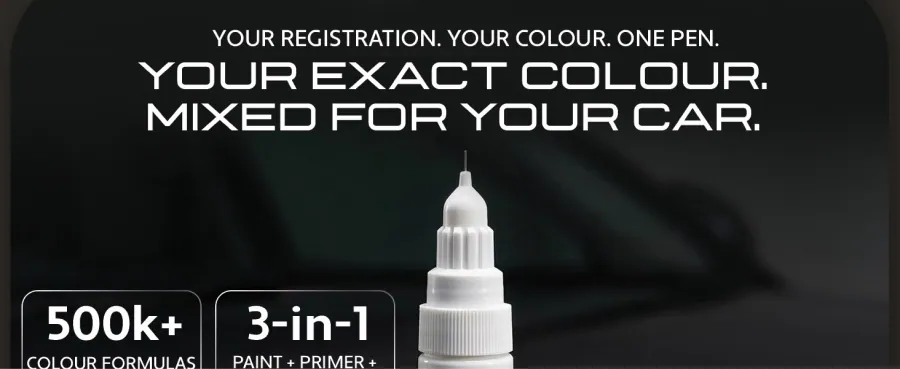 YOUR REGISTRATION. YOUR COLOUR. ONE PEN.
YOUR EXACT COLOUR.
MIXED FOR YOUR CAR.
500k+
COLOUR FORMULAS
3-in-1
PAINT + PRIMER +